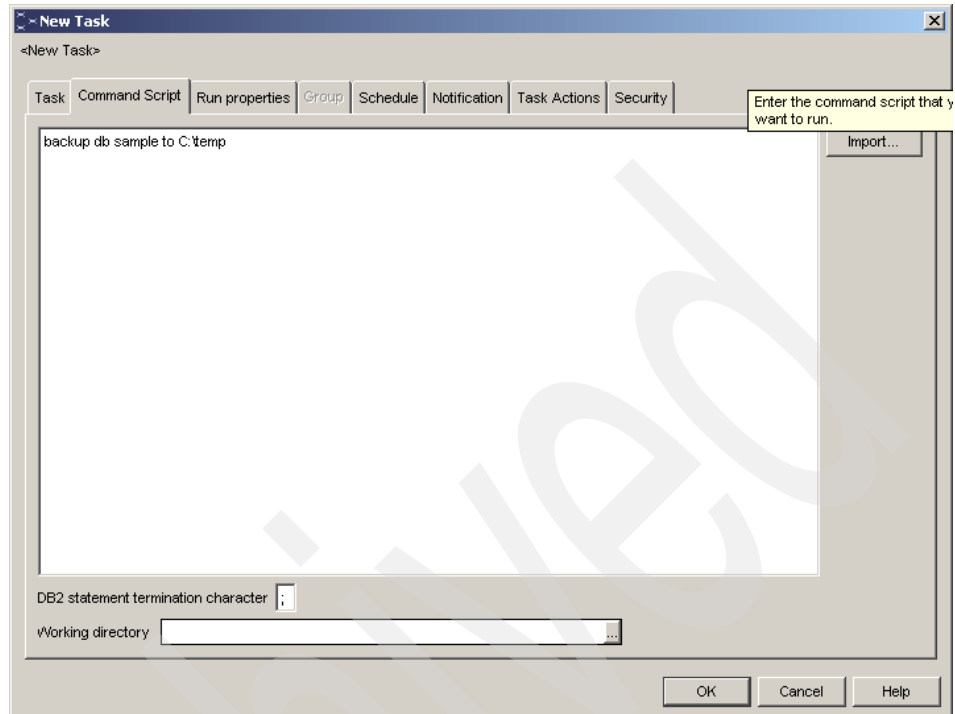 New Task
<New Task>
Task Command Script Run properties Group Schedule Notification Task Actions Security
Enter the command script that y
want to run.
Import...
backup db sample to C:\temp
DB2 statement termination character ;
Working directory ...
OK Cancel Help